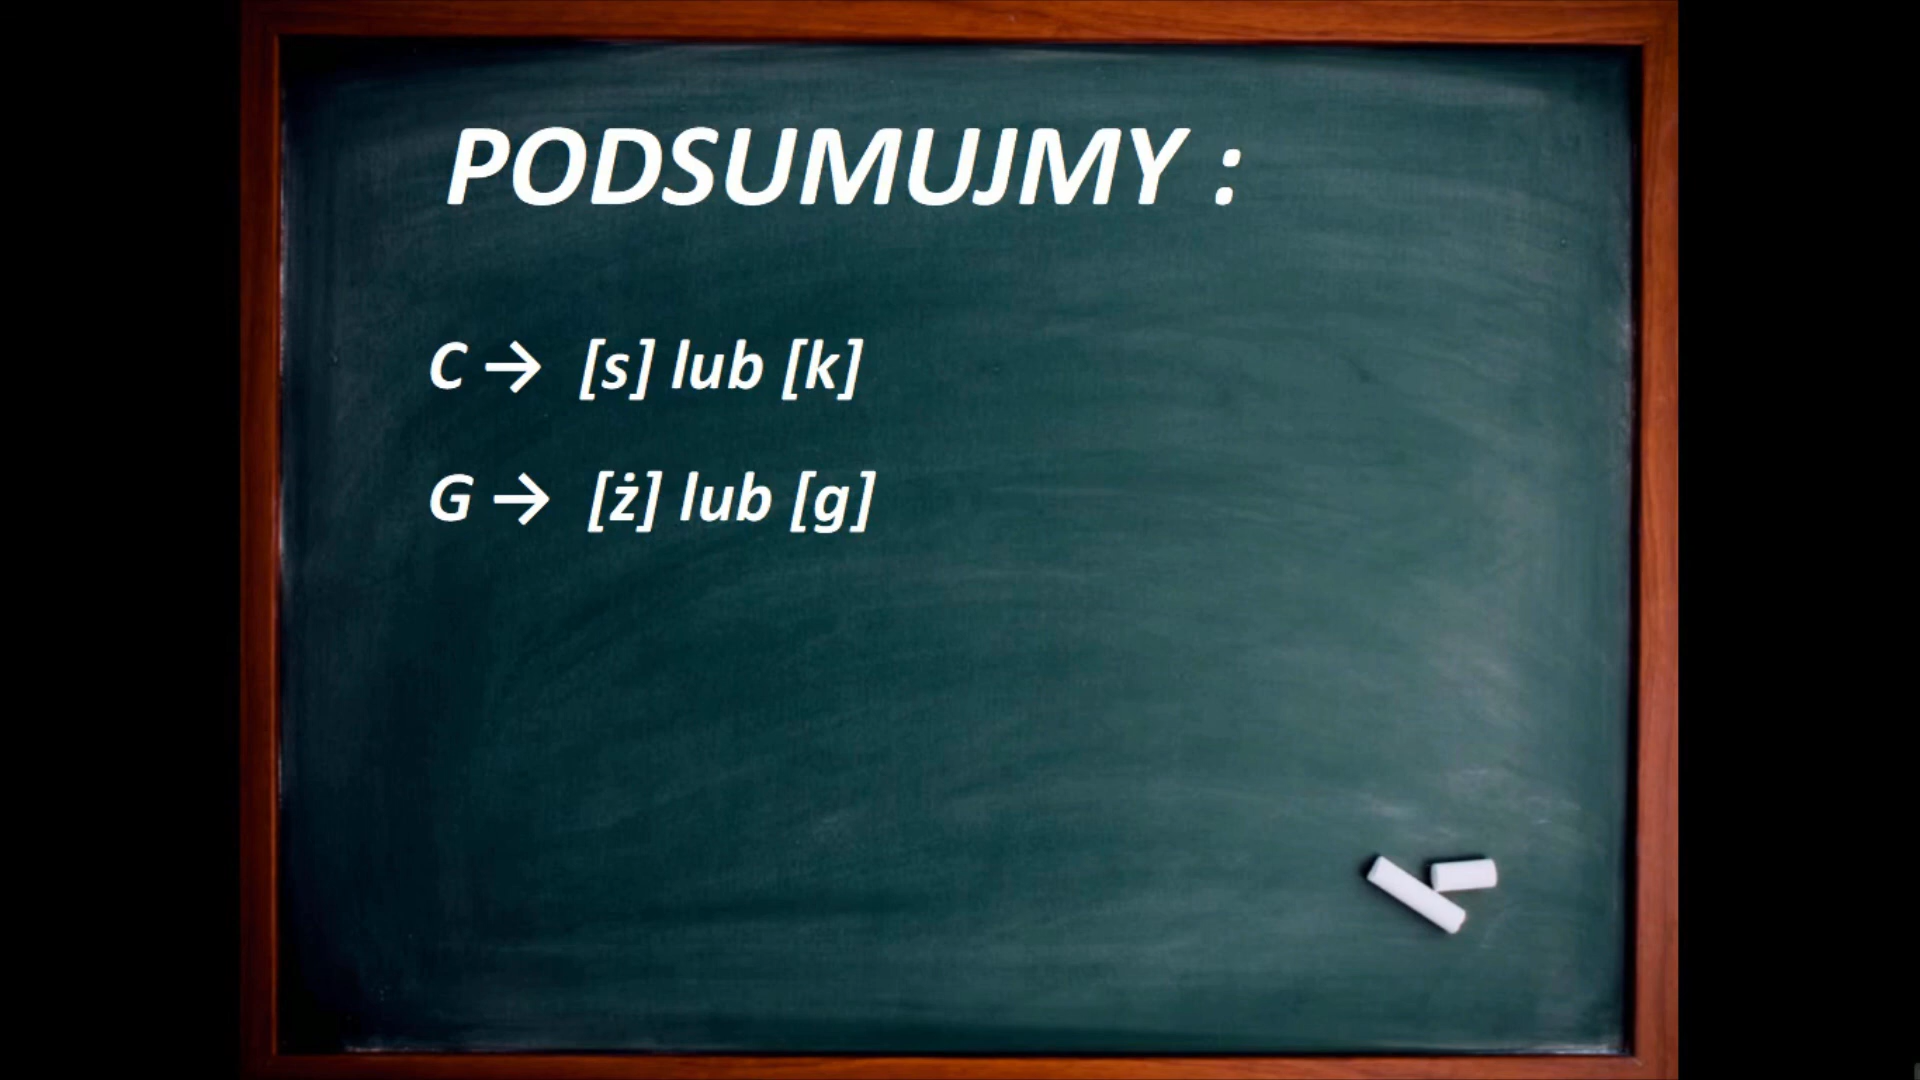 PODSUMUJMY :
C → [s] lub [k]
G → [ż] lub [g]